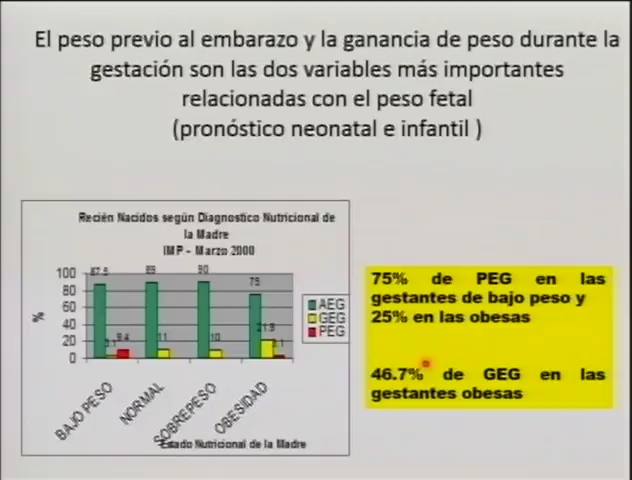 El peso previo al embarazo y la ganancia de peso durante la
gestación son las dos variables más importantes
relacionadas con el peso fetal
(pronóstico neonatal e infantil )
Recién Nacidos según Diagnostico Nutricional de
la Madre
IMP - Marzo 2000
%
100
80
60
40
20
0
87.5
9.4
89
11
90
10
75
21.9
3.1
AEG
GEG
PEG
BAJO PESO
NORMAL
SOBREPESO
OBESIDAD
Estado Nutricional de la Madre
75% de PEG en las
gestantes de bajo peso y
25% en las obesas
46.7% de GEG en las
gestantes obesas